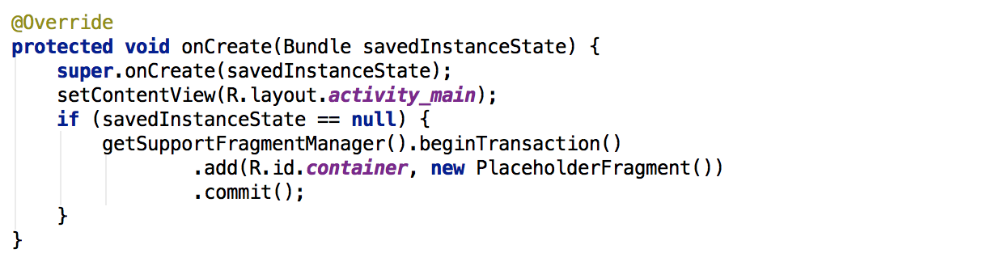 @Override
protected void onCreate(Bundle savedInstanceState) {
    super.onCreate(savedInstanceState);
    setContentView(R.layout.activity_main);
    if (savedInstanceState == null) {
        getSupportFragmentManager().beginTransaction()
                .add(R.id.container, new PlaceholderFragment())
                .commit();
    }
}